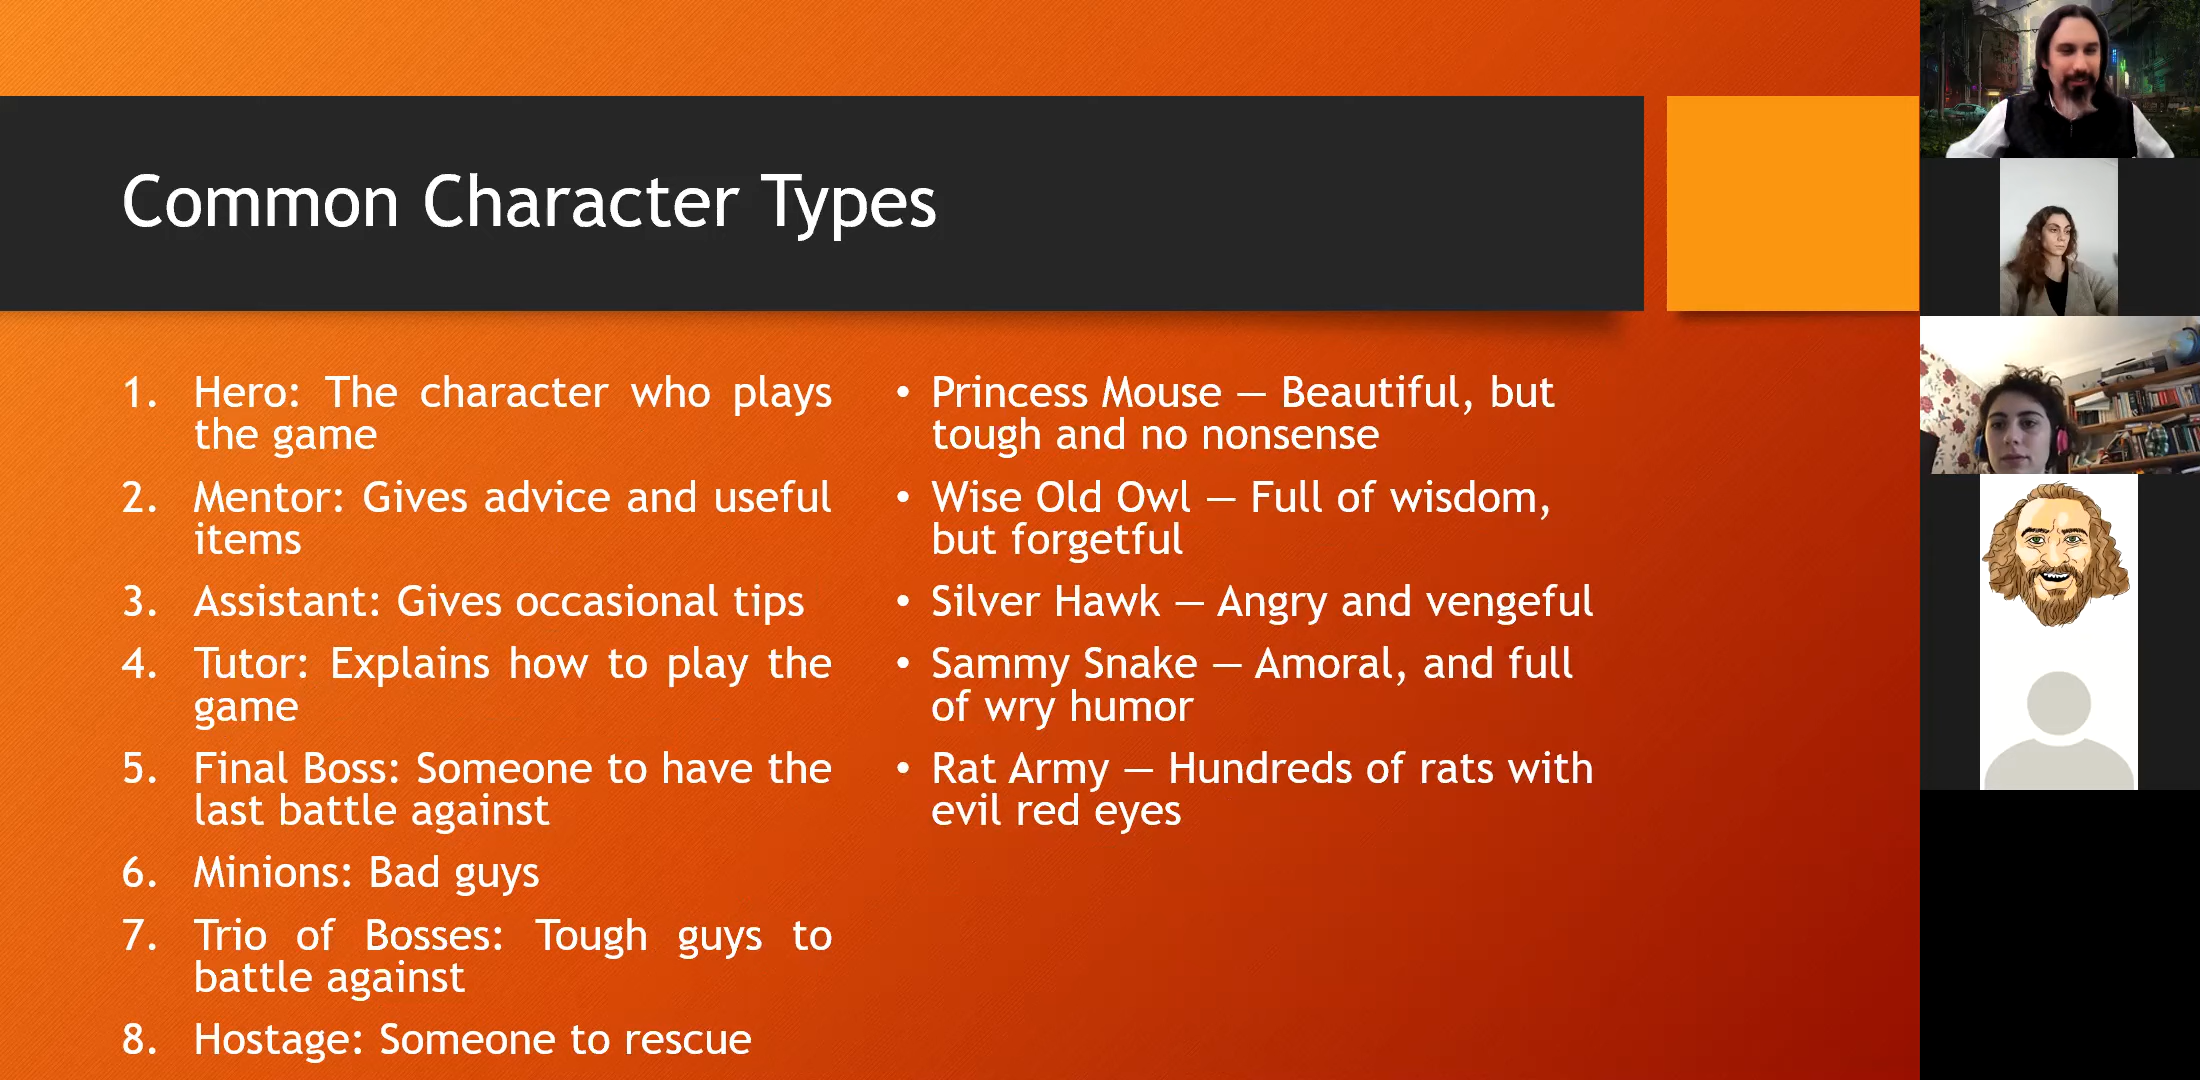 Common Character Types
1. Hero: The character who plays
the game
2. Mentor: Gives advice and useful
items
3. Assistant: Gives occasional tips
4. Tutor: Explains how to play the
game
5. Final Boss: Someone to have the
last battle against
6. Minions: Bad guys
7. Trio of Bosses: Tough guys to
battle against
8. Hostage: Someone to rescue
• Princess Mouse — Beautiful, but
tough and no nonsense
• Wise Old Owl — Full of wisdom,
but forgetful
• Silver Hawk — Angry and vengeful
• Sammy Snake — Amoral, and full
of wry humor
• Rat Army — Hundreds of rats with
evil red eyes